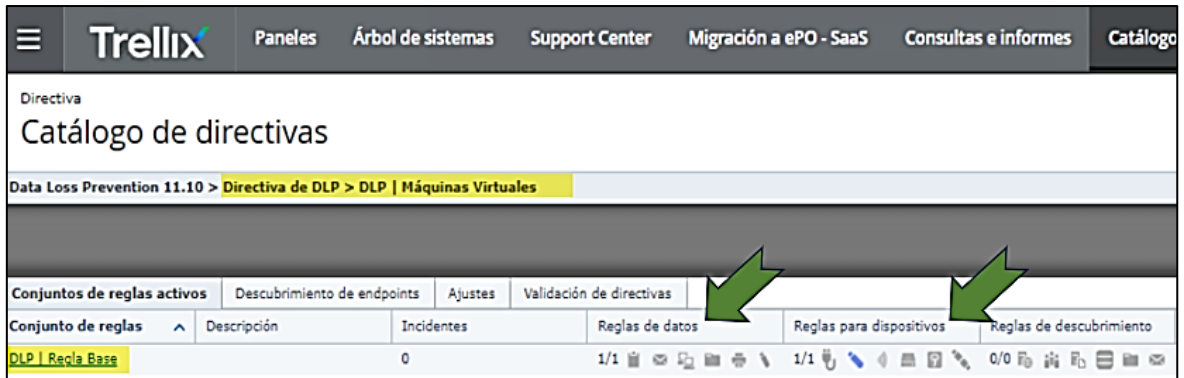 Trellix Paneles Árbol de sistemas Support Center Migración a ePO - SaaS Consultas e informes Catálogo
Directiva
Catálogo de directivas
Data Loss Prevention 11.10 > Directiva de DLP > DLP | Máquinas Virtuales
Conjuntos de reglas activos Descubrimiento de endpoints Ajustes Validación de directivas
Conjunto de reglas Descripción Incidentes Reglas de datos Reglas para dispositivos Reglas de descubrimiento
DLP | Regla Base 0 1/1 1/1 0/0